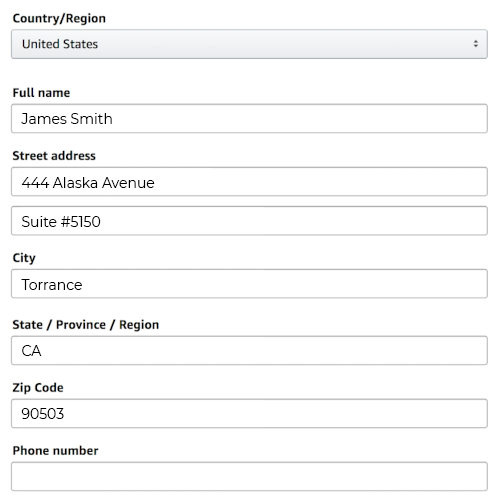 Country/Region
United States
Full name
James Smith
Street address
444 Alaska Avenue
Suite #5150
City
Torrance
State / Province / Region
CA
Zip Code
90503
Phone number